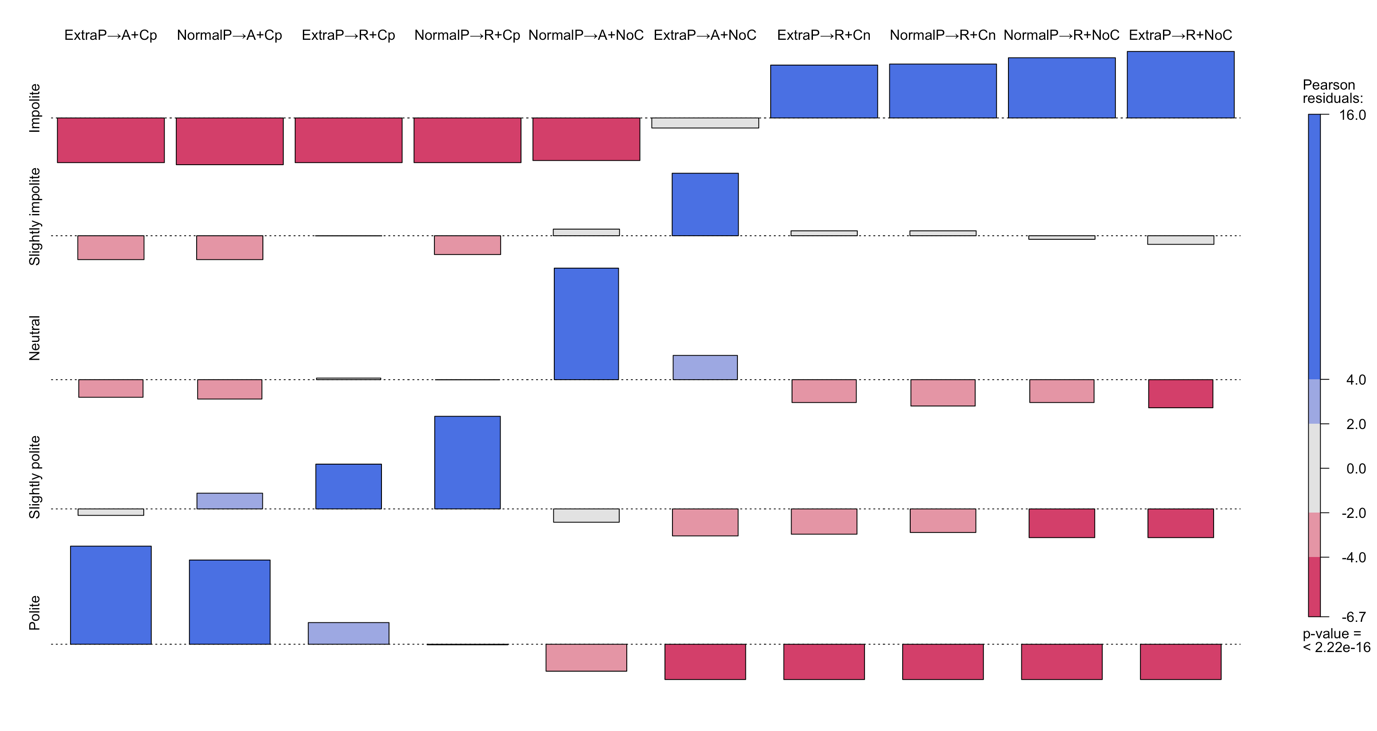 ExtraP→A+Cp NormalP→A+Cp ExtraP→R+Cp NormalP→R+Cp NormalP→A+NoC ExtraP→A+NoC ExtraP→R+Cn NormalP→R+Cn NormalP→R+NoC ExtraP→R+NoC
Impolite
Slightly impolite
Neutral
Slightly polite
Polite
Pearson
residuals:
16.0
4.0
2.0
0.0
-2.0
-4.0
-6.7
p-value =
< 2.22e-16